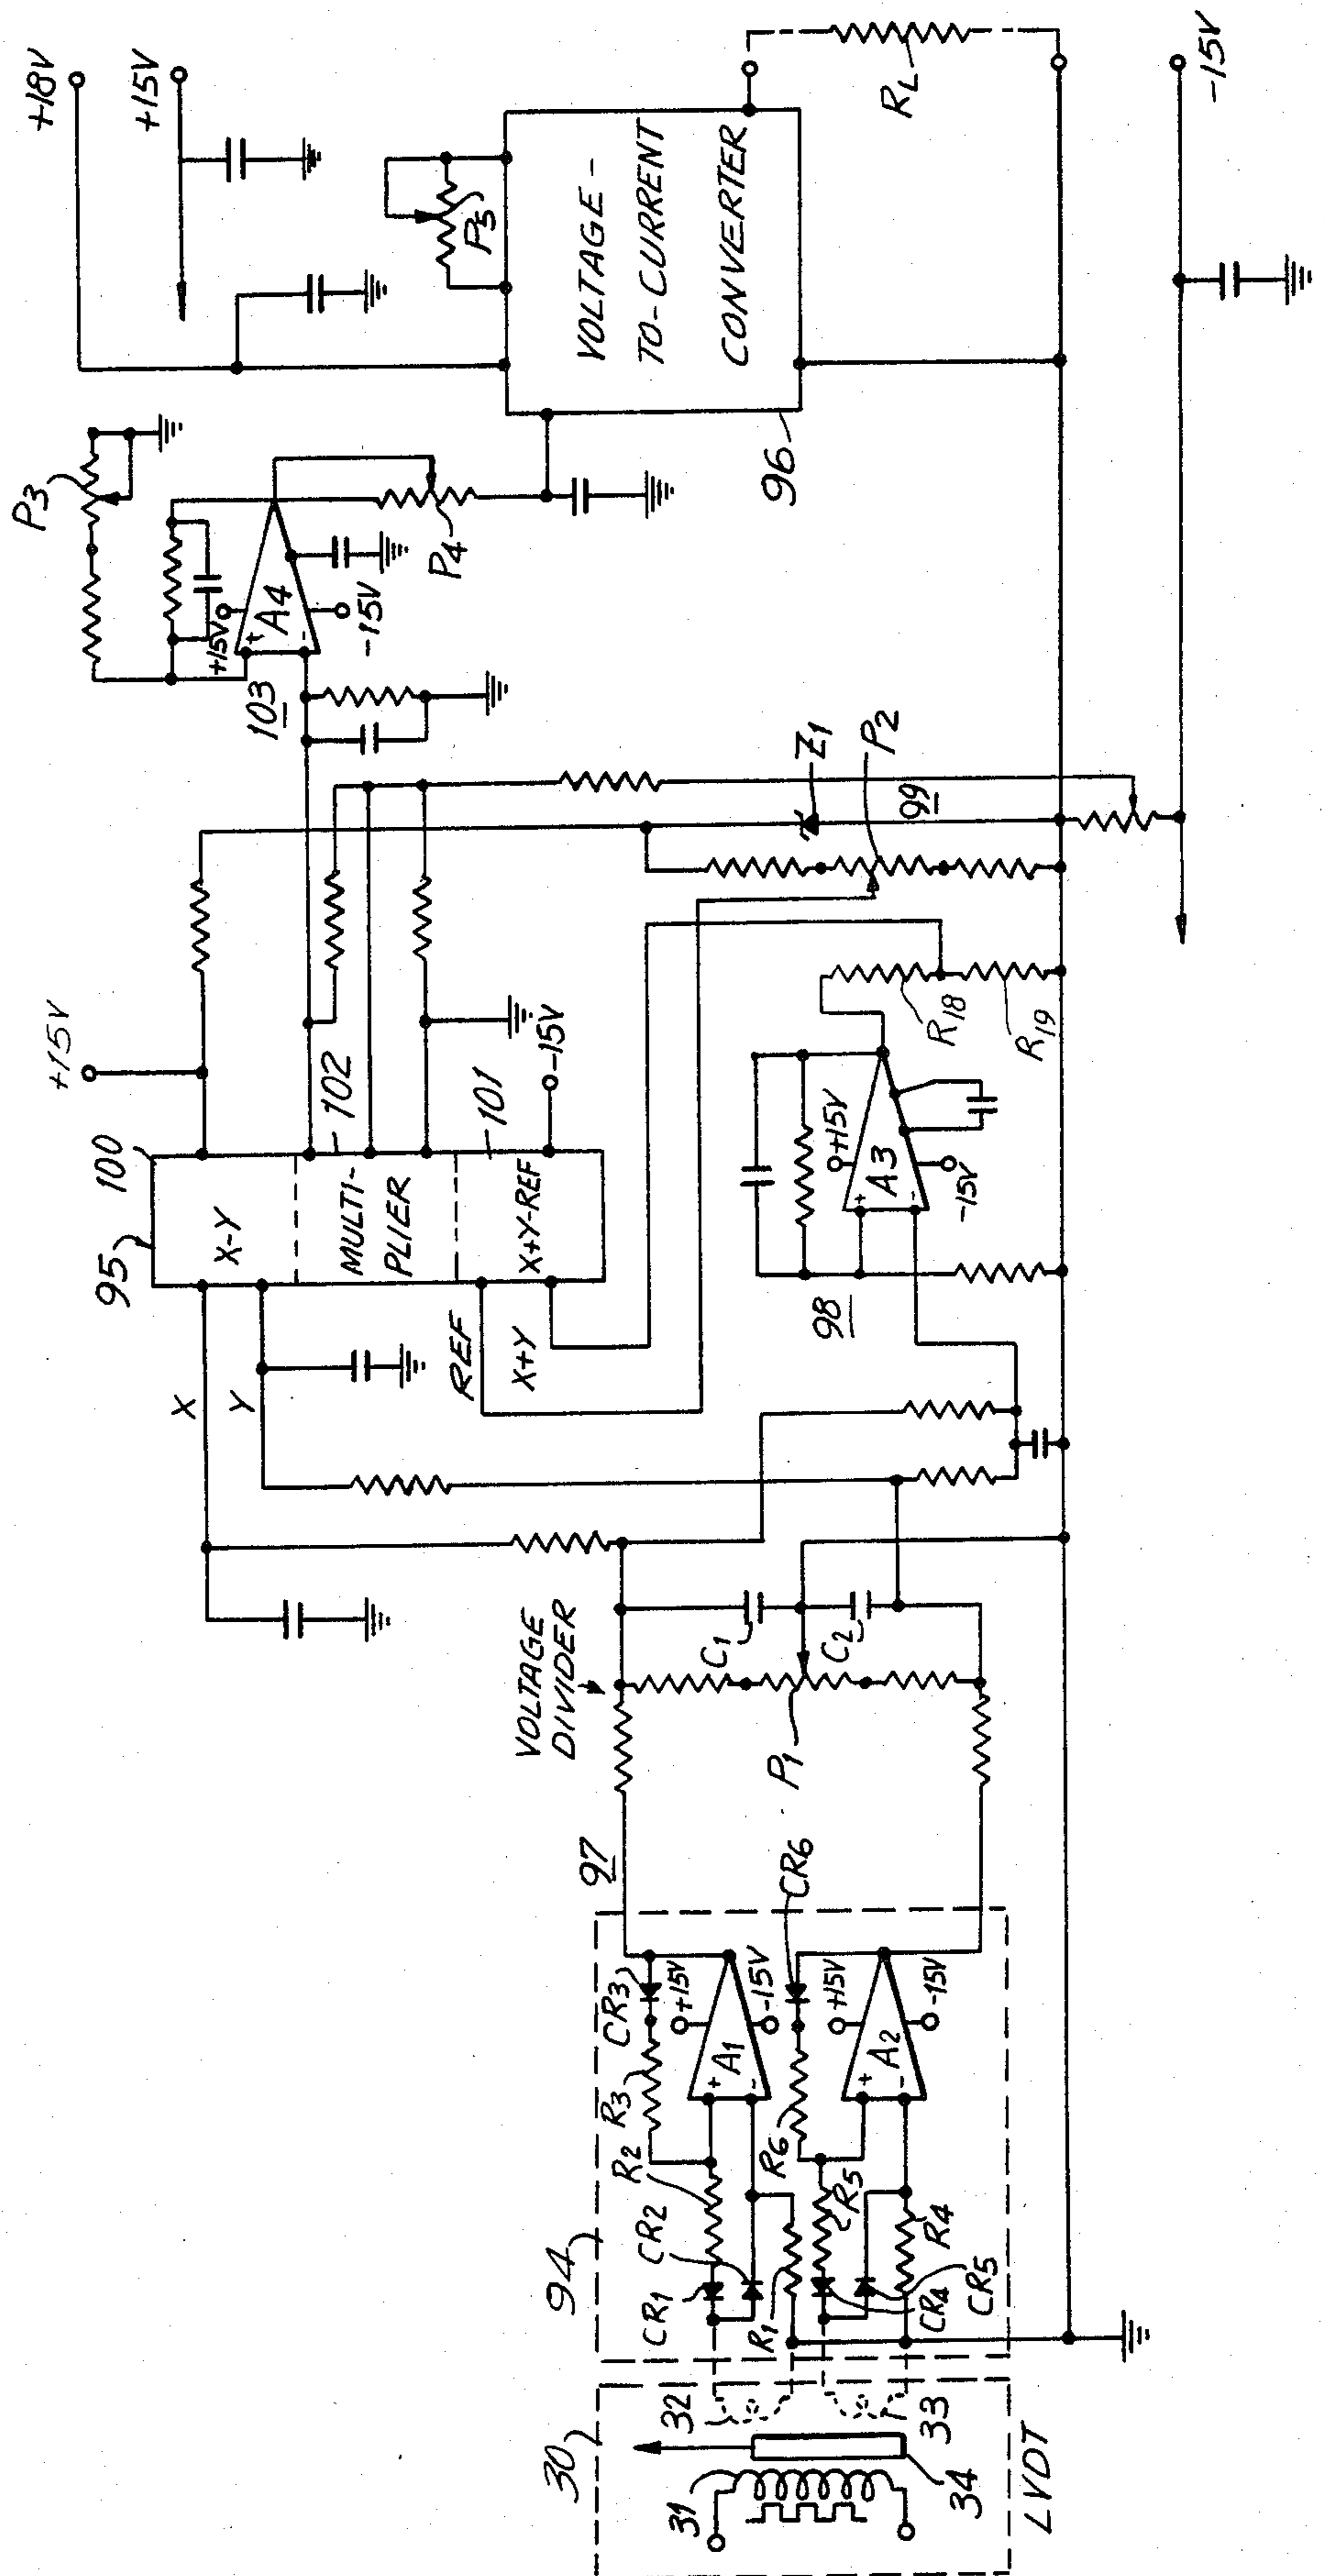 +18V
+15V
-15V
R_L
VOLTAGE -
TO-CURRENT
CONVERTER
P5
96
P3
P4
A4
+
-
+15V
-15V
103
Z1
P2
99
+15V
100
95
102
101
X-Y
MULTI-
PLIER
X+Y-REF
-15V
X
Y
REF
X+Y
R18
R19
A3
+
-
+15V
-15V
98
VOLTAGE
DIVIDER
C1
C2
P1
97
CR6
CR3
+15V
-15V
A1
+
-
R3
R2
CR2
CR1
R1
R6
R5
R4
CR4
CR5
A2
+
-
+15V
-15V
94
30
31
32
33
34
LVDT